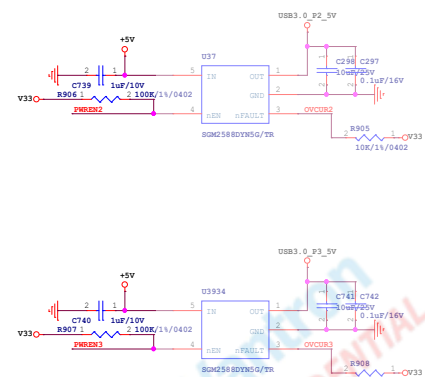 USB3.0_P2_5V
+5V
U37
2 1 5 IN OUT 1
C739 1uF/10V
C298 C297
10uF/25V
0.1uF/16V
GND 2
V33 R906 1 2 100K/1%/0402
PWREN2 4 nEN nFAULT 3 OVCUR2
SGM2588DYN5G/TR
R905
2 1 V33
10K/1%/0402
USB3.0_P3_5V
+5V
U3934
2 1 5 IN OUT 1
C740 1uF/10V
C741 C742
10uF/25V
0.1uF/16V
GND 2
V33 R907 1 2 100K/1%/0402
PWREN3 4 nEN nFAULT 3 OVCUR3
SGM2588DYN5G/TR
R908
2 1 V33